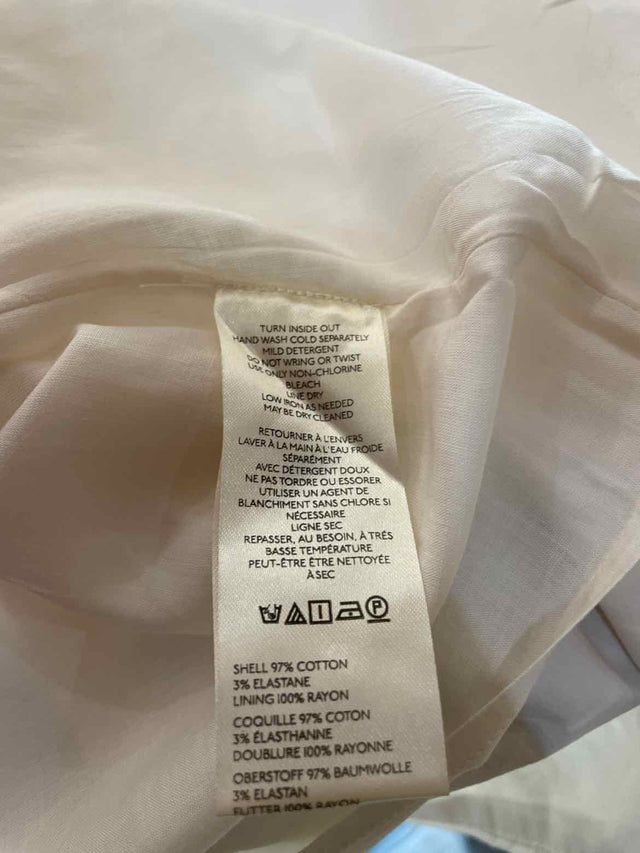 TURN INSIDE OUT
HAND WASH COLD SEPARATELY
MILD DETERGENT
DO NOT WRING OR TWIST
USE ONLY NON-CHLORINE
BLEACH
LINE DRY
LOW IRON AS NEEDED
MAY BE DRY CLEANED
RETOURNER À L'ENVERS
LAVER À LA MAIN À L'EAU FROIDE
SÉPARÉMENT
AVEC DÉTERGENT DOUX
NE PAS TORDRE OU ESSORER
UTILISER UN AGENT DE
BLANCHIMENT SANS CHLORE SI
NÉCESSAIRE
LIGNE SEC
REPASSER, AU BESOIN, À TRÉS
BASSE TEMPÉRATURE
PEUT-ÊTRE ÊTRE NETTOYÉE
À SEC
P
SHELL 97% COTTON
3% ELASTANE
LINING 100% RAYON
COQUILLE 97% COTON
3% ÉLASTHANNE
DOUBLURE 100% RAYONNE
OBERSTOFF 97% BAUMWOLLE
3% ELASTAN
FUTTER 100% RAYON